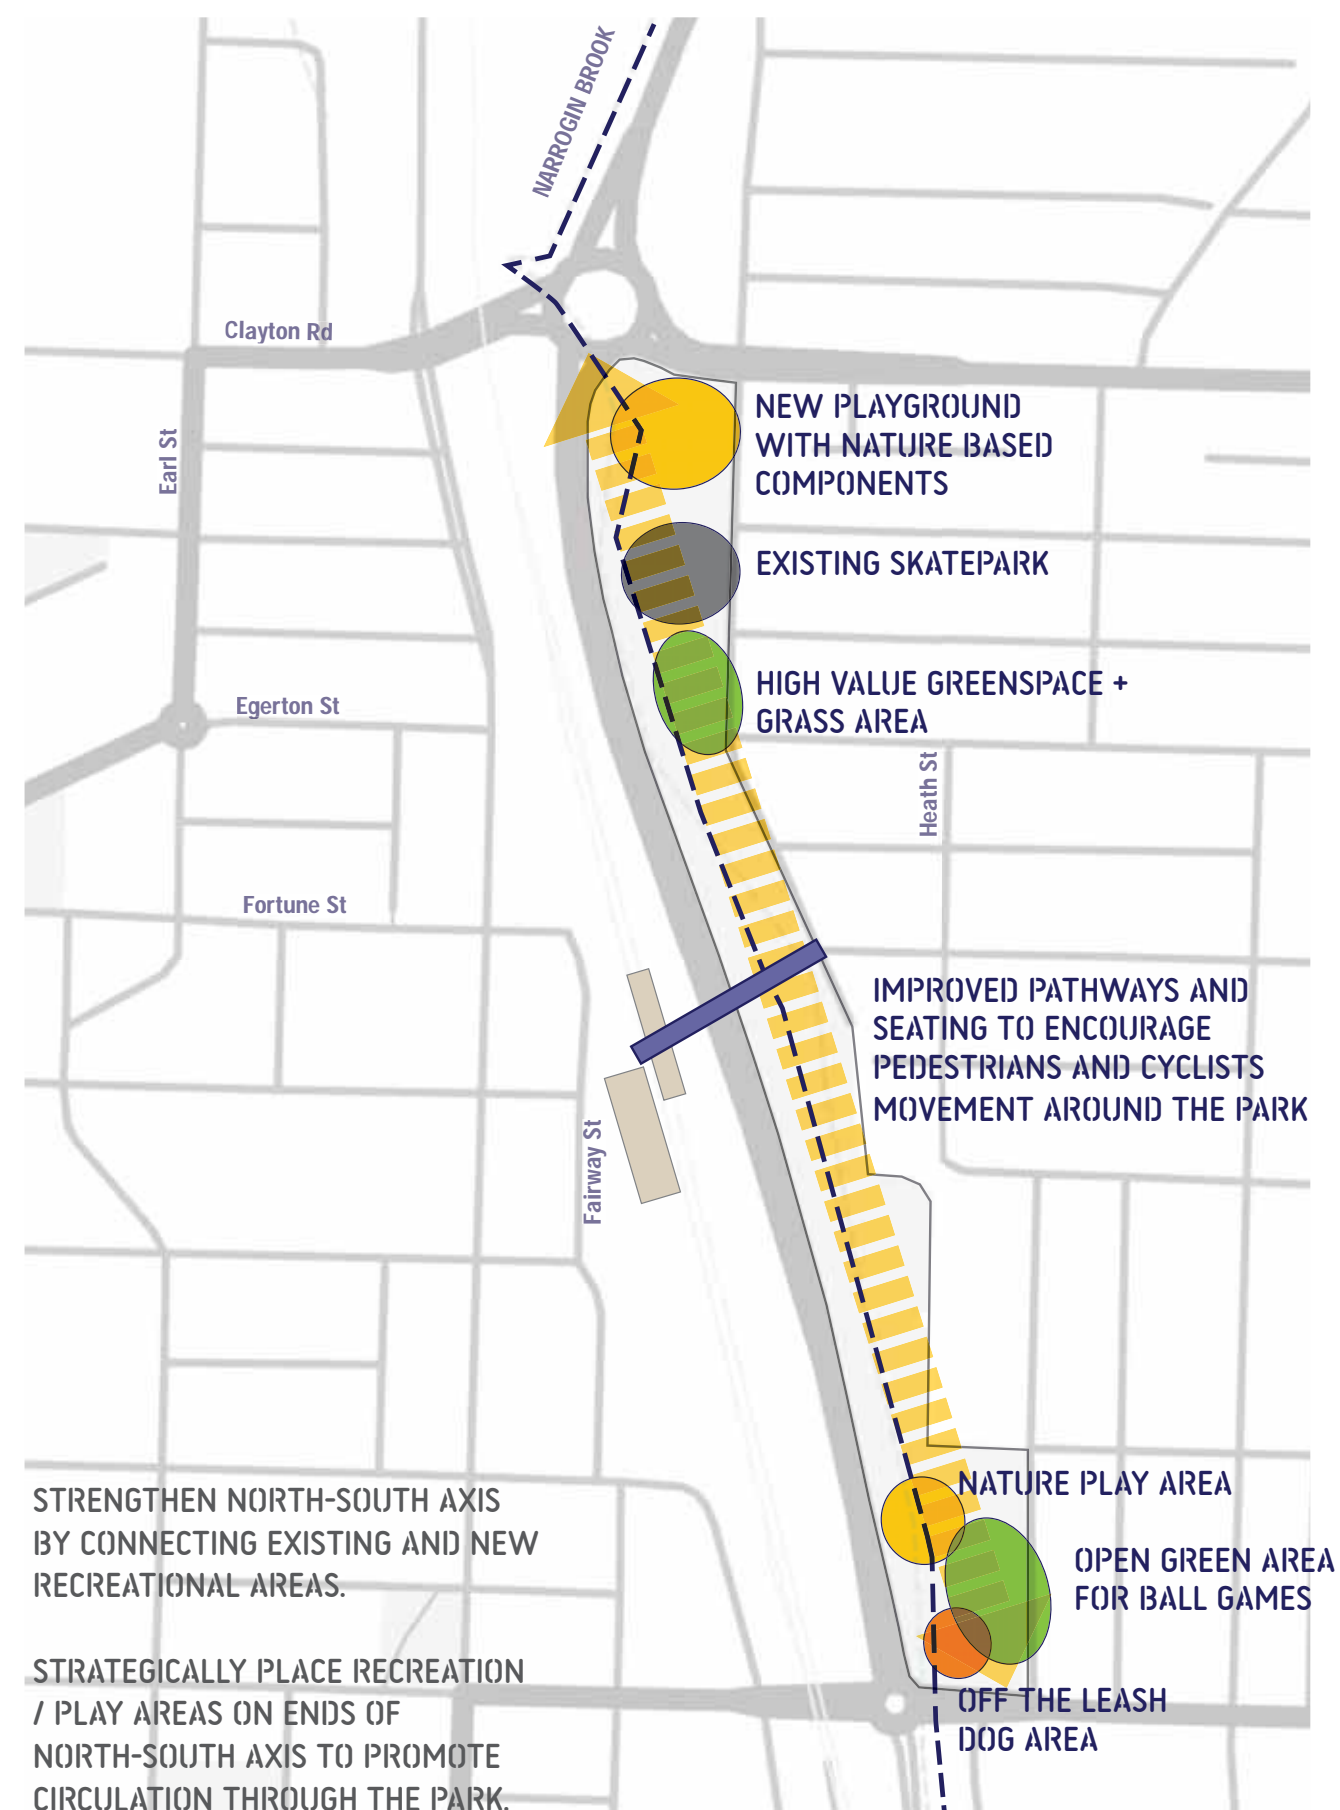 NARROGIN BROOK
Clayton Rd
Earl St
NEW PLAYGROUND
WITH NATURE BASED
COMPONENTS
EXISTING SKATEPARK
HIGH VALUE GREENSPACE +
GRASS AREA
Egerton St
Heath St
Fortune St
IMPROVED PATHWAYS AND
SEATING TO ENCOURAGE
PEDESTRIANS AND CYCLISTS
MOVEMENT AROUND THE PARK
Fairway St
NATURE PLAY AREA
OPEN GREEN AREA
FOR BALL GAMES
OFF THE LEASH
DOG AREA
STRENGTHEN NORTH-SOUTH AXIS
BY CONNECTING EXISTING AND NEW
RECREATIONAL AREAS.
STRATEGICALLY PLACE RECREATION
/ PLAY AREAS ON ENDS OF
NORTH-SOUTH AXIS TO PROMOTE
CIRCULATION THROUGH THE PARK.